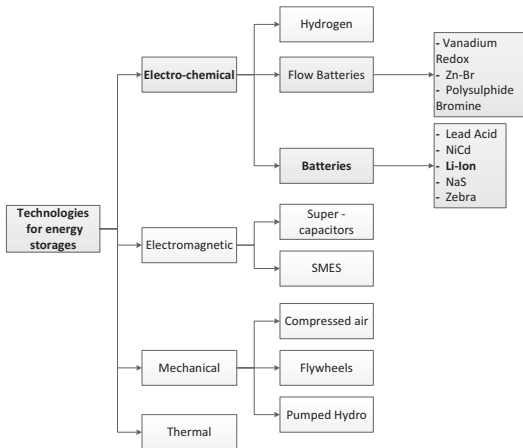 Hydrogen
Electro-chemical
Flow Batteries
- Vanadium
Redox
- Zn-Br
- Polysulphide
Bromine
Batteries
- Lead Acid
- NiCd
- Li-Ion
- NaS
- Zebra
Technologies
for energy
storages
Electromagnetic
Super -
capacitors
SMES
Mechanical
Compressed air
Flywheels
Pumped Hydro
Thermal